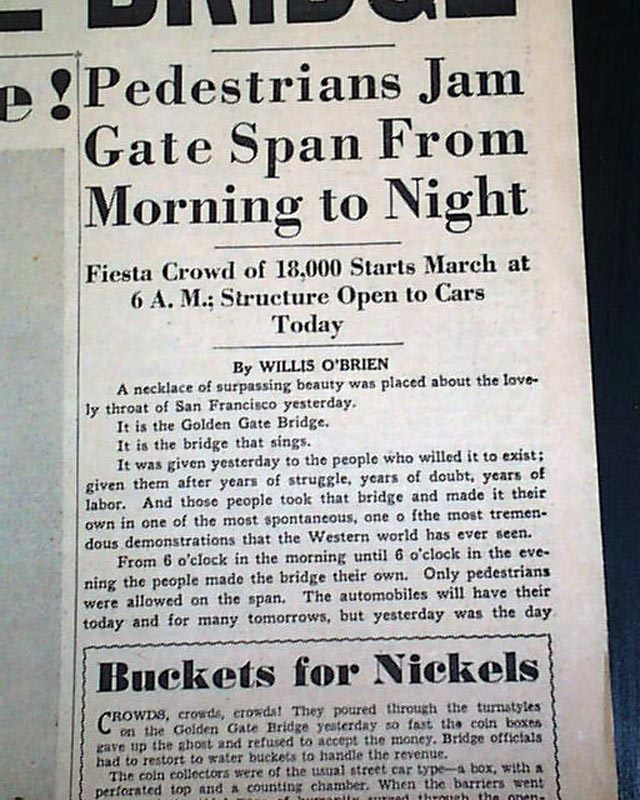 E BRIDGE
e!
Pedestrians Jam
Gate Span From
Morning to Night
Fiesta Crowd of 18,000 Starts March at
6 A. M.; Structure Open to Cars
Today
By WILLIS O'BRIEN
A necklace of surpassing beauty was placed about the love-
ly throat of San Francisco yesterday.
It is the Golden Gate Bridge.
It is the bridge that sings.
It was given yesterday to the people who willed it to exist;
given them after years of struggle, years of doubt, years of
labor. And those people took that bridge and made it their
own in one of the most spontaneous, one o fthe most tremen-
dous demonstrations that the Western world has ever seen.
From 6 o'clock in the morning until 6 o'clock in the eve-
ning the people made the bridge their own. Only pedestrians
were allowed on the span. The automobiles will have their
today and for many tomorrows, but yesterday was the day
Buckets for Nickels
CROWDS, crowds, crowds! They poured through the turnstyles
on the Golden Gate Bridge yesterday so fast the coin boxes
gave up the ghost and refused to accept the money. Bridge officials
had to restort to water buckets to handle the revenue.
The coin collectors were of the usual street car type—a box, with a
perforated top and a counting chamber. When the barriers went
of humanity surged through the open